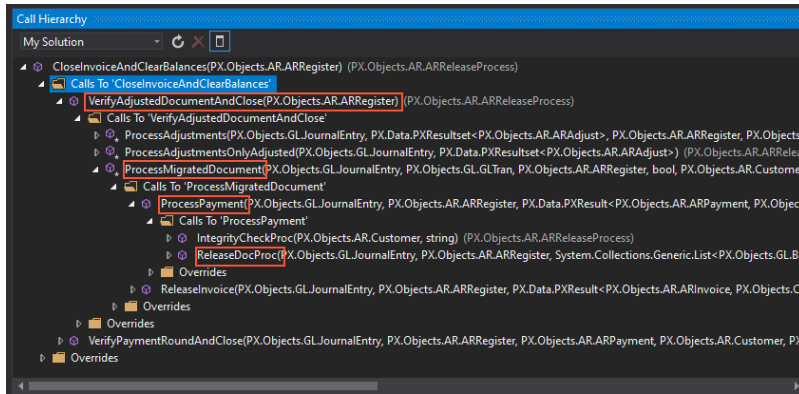 Call Hierarchy
My Solution
CloseInvoiceAndClearBalances(PX.Objects.AR.ARRegister) (PX.Objects.AR.ARReleaseProcess)
Calls To 'CloseInvoiceAndClearBalances'
VerifyAdjustedDocumentAndClose(PX.Objects.AR.ARRegister) (PX.Objects.AR.ARReleaseProcess)
Calls To 'VerifyAdjustedDocumentAndClose'
ProcessAdjustments(PX.Objects.GL.JournalEntry, PX.Data.PXResultset<PX.Objects.AR.ARAdjust>, PX.Objects.AR.ARRegister, PX.Objects
ProcessAdjustmentsOnlyAdjusted(PX.Objects.GL.JournalEntry, PX.Data.PXResultset<PX.Objects.AR.ARAdjust>) (PX.Objects.AR.ARRelea
ProcessMigratedDocument(PX.Objects.GL.JournalEntry, PX.Objects.GL.GLTran, PX.Objects.AR.ARRegister, bool, PX.Objects.AR.Custome
Calls To 'ProcessMigratedDocument'
ProcessPayment(PX.Objects.GL.JournalEntry, PX.Objects.AR.ARRegister, PX.Data.PXResult<PX.Objects.AR.ARPayment, PX.Objec
Calls To 'ProcessPayment'
IntegrityCheckProc(PX.Objects.AR.Customer, string) (PX.Objects.AR.ARReleaseProcess)
ReleaseDocProc(PX.Objects.GL.JournalEntry, PX.Objects.AR.ARRegister, System.Collections.Generic.List<PX.Objects.GL.B
Overrides
ReleaseInvoice(PX.Objects.GL.JournalEntry, PX.Objects.AR.ARRegister, PX.Data.PXResult<PX.Objects.AR.ARInvoice, PX.Objects.C
Overrides
Overrides
VerifyPaymentRoundAndClose(PX.Objects.GL.JournalEntry, PX.Objects.AR.ARRegister, PX.Objects.AR.ARPayment, PX.Objects.AR.Customer, PX
Overrides